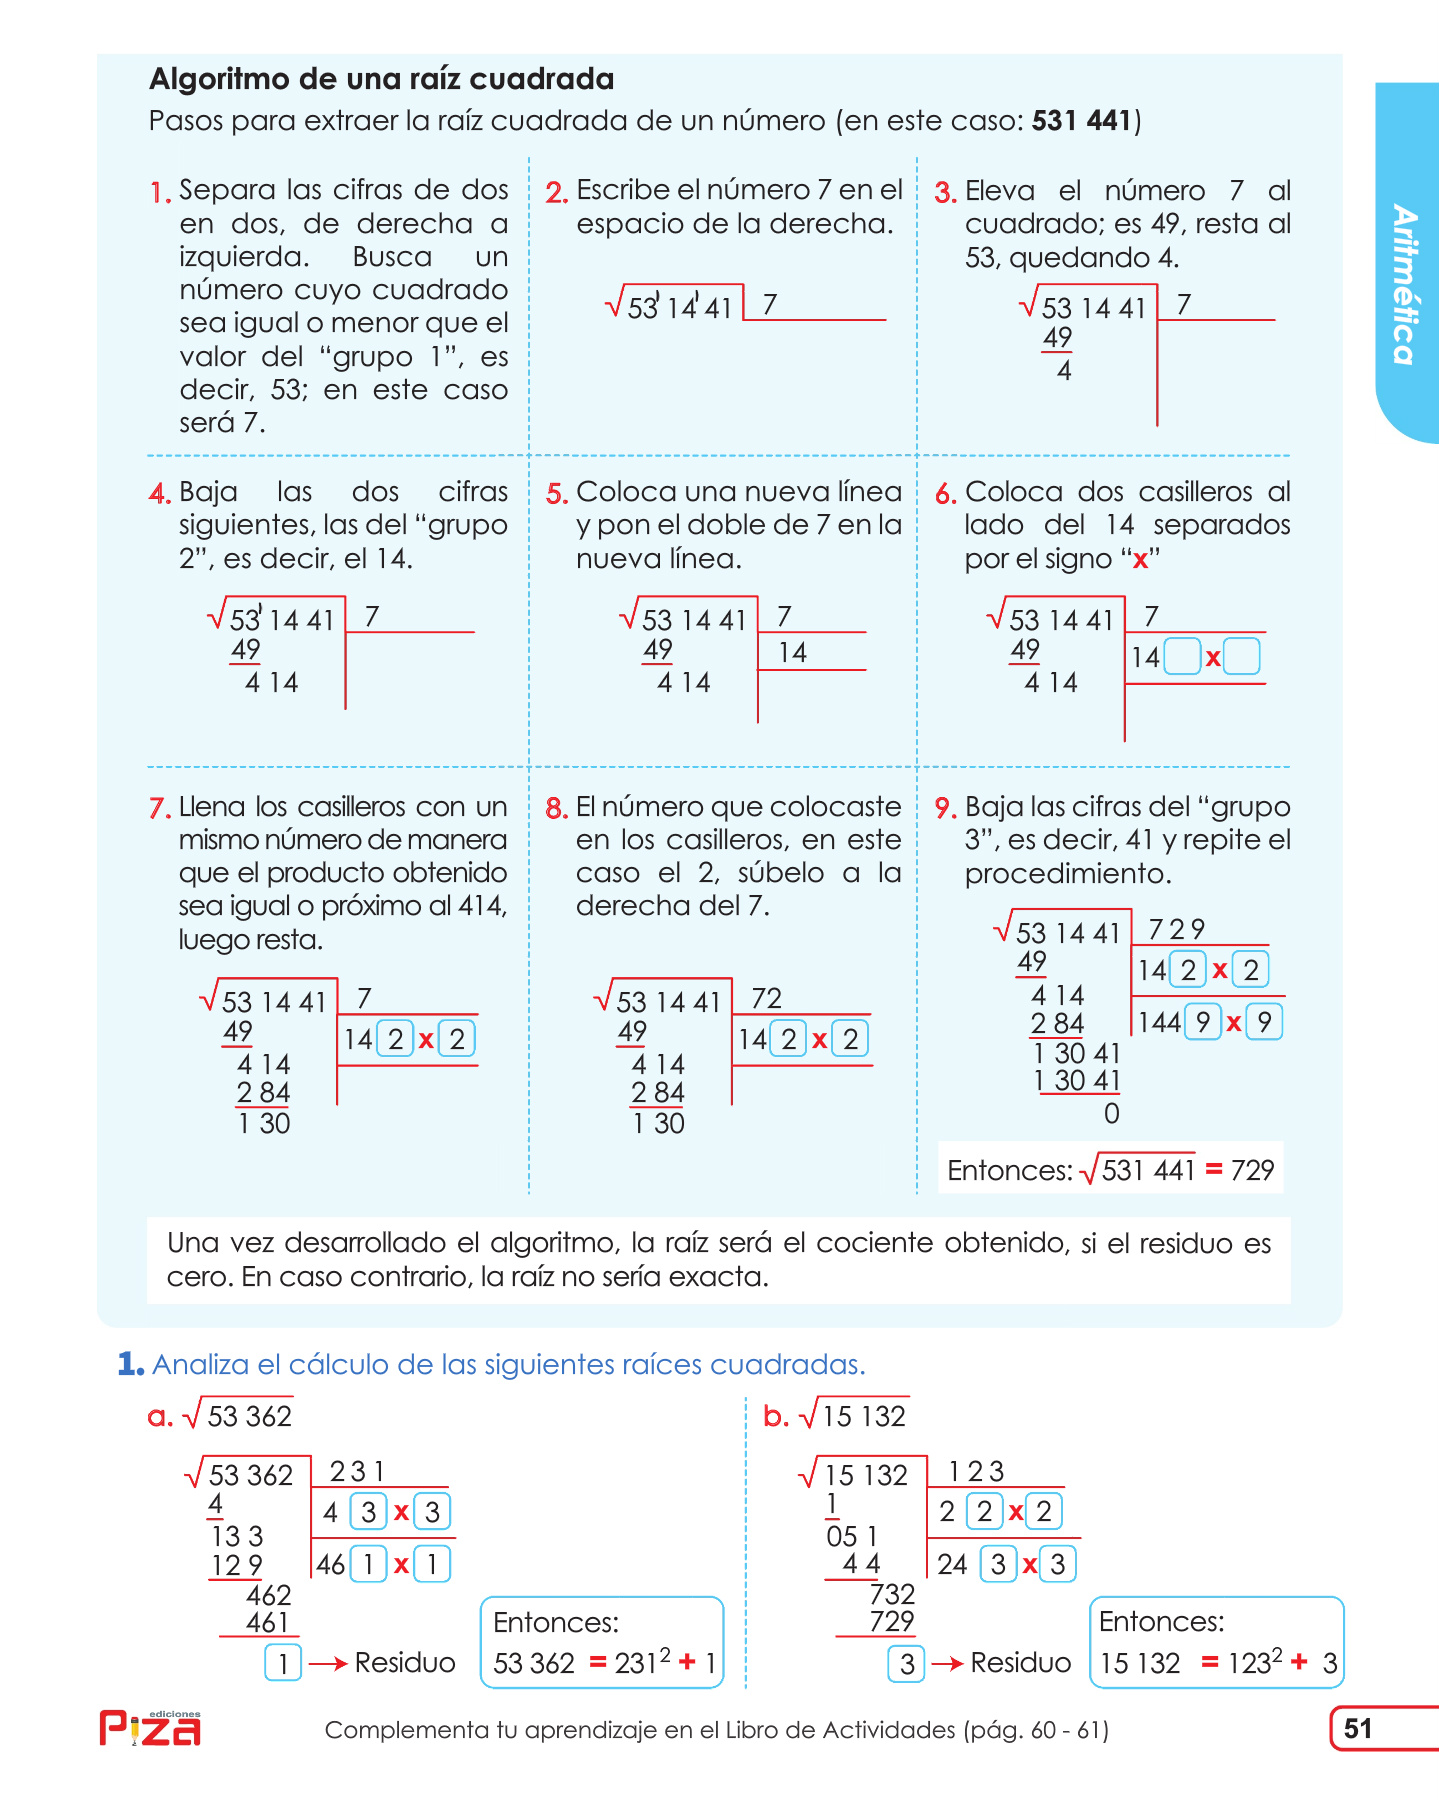 Algoritmo de una raíz cuadrada
Pasos para extraer la raíz cuadrada de un número (en este caso: 531 441)
Aritmética
1. Separa las cifras de dos
en dos, de derecha a
izquierda. Busca un
número cuyo cuadrado
sea igual o menor que el
valor del “grupo 1”, es
decir, 53; en este caso
será 7.
2. Escribe el número 7 en el
espacio de la derecha.
√53' 14' 41 7
3. Eleva el número 7 al
cuadrado; es 49, resta al
53, quedando 4.
√53 14 41 7
49
4
4. Baja las dos cifras
siguientes, las del “grupo
2”, es decir, el 14.
√53' 14 41 7
49
4 14
5. Coloca una nueva línea
y pon el doble de 7 en la
nueva línea.
√53 14 41 7
49 14
4 14
6. Coloca dos casilleros al
lado del 14 separados
por el signo “x”
√53 14 41 7
49 14 x
4 14
7. Llena los casilleros con un
mismo número de manera
que el producto obtenido
sea igual o próximo al 414,
luego resta.
√53 14 41 7
49 14 2 x 2
4 14
2 84
1 30
8. El número que colocaste
en los casilleros, en este
caso el 2, súbelo a la
derecha del 7.
√53 14 41 72
49 14 2 x 2
4 14
2 84
1 30
9. Baja las cifras del “grupo
3”, es decir, 41 y repite el
procedimiento.
√53 14 41 7 2 9
49 14 2 x 2
4 14
2 84 144 9 x 9
1 30 41
1 30 41
0
Entonces: √531 441 = 729
Una vez desarrollado el algoritmo, la raíz será el cociente obtenido, si el residuo es
cero. En caso contrario, la raíz no sería exacta.
1. Analiza el cálculo de las siguientes raíces cuadradas.
a. √53 362
√53 362 2 3 1
4 4 3 x 3
13 3
12 9 46 1 x 1
462
461
1 → Residuo
Entonces:
53 362 = 231² + 1
b. √15 132
√15 132 1 2 3
1 2 2 x 2
05 1
4 4 24 3 x 3
732
729
3 → Residuo
Entonces:
15 132 = 123² + 3
ediciones
Piza
Complementa tu aprendizaje en el Libro de Actividades (pág. 60 - 61)
51